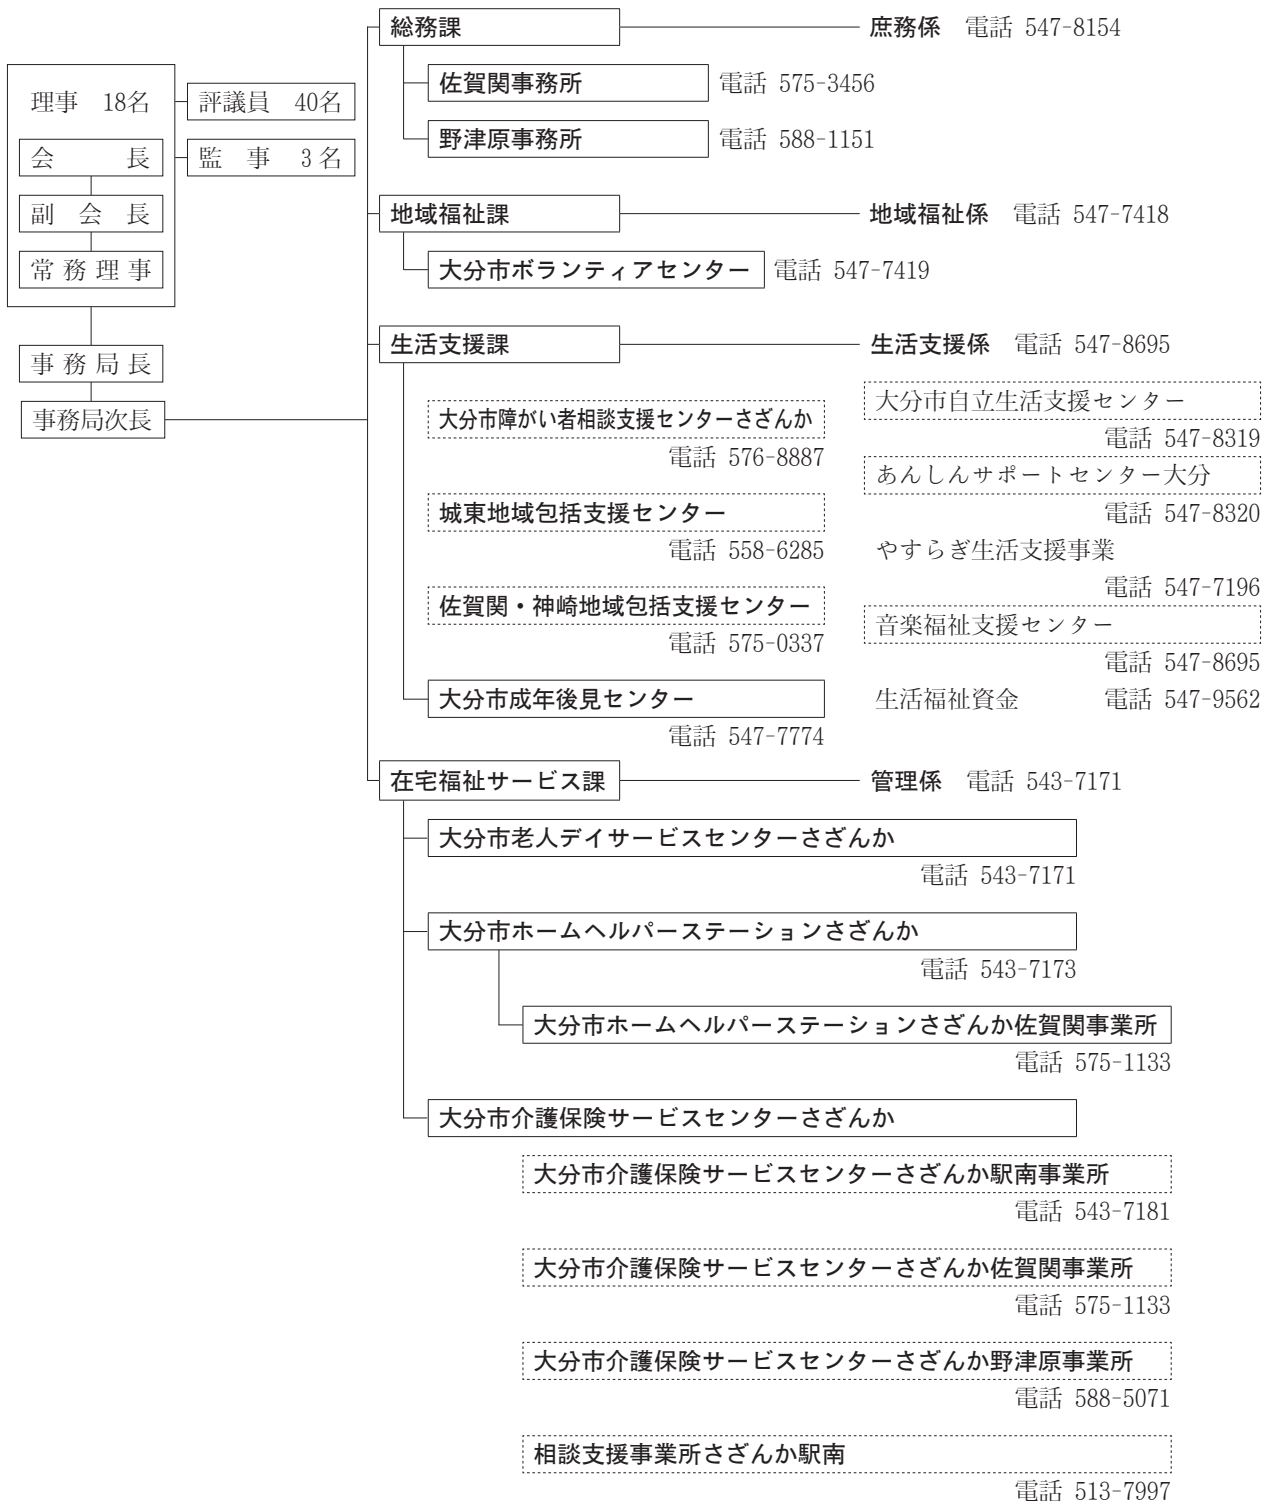 理事　18名
評議員　40名
会　　　長
監　事　3名
副　会　長
常務理事
事務局長
事務局次長
総務課
庶務係　電話 547-8154
佐賀関事務所　電話 575-3456
野津原事務所　電話 588-1151
地域福祉課
地域福祉係　電話 547-7418
大分市ボランティアセンター　電話 547-7419
生活支援課
生活支援係　電話 547-8695
大分市障がい者相談支援センターさざんか
電話 576-8887
城東地域包括支援センター
電話 558-6285
佐賀関・神崎地域包括支援センター
電話 575-0337
大分市成年後見センター
電話 547-7774
大分市自立生活支援センター
電話 547-8319
あんしんサポートセンター大分
電話 547-8320
やすらぎ生活支援事業
電話 547-7196
音楽福祉支援センター
電話 547-8695
生活福祉資金　電話 547-9562
在宅福祉サービス課
管理係　電話 543-7171
大分市老人デイサービスセンターさざんか
電話 543-7171
大分市ホームヘルパーステーションさざんか
電話 543-7173
大分市ホームヘルパーステーションさざんか佐賀関事業所
電話 575-1133
大分市介護保険サービスセンターさざんか
大分市介護保険サービスセンターさざんか駅南事業所
電話 543-7181
大分市介護保険サービスセンターさざんか佐賀関事業所
電話 575-1133
大分市介護保険サービスセンターさざんか野津原事業所
電話 588-5071
相談支援事業所さざんか駅南
電話 513-7997